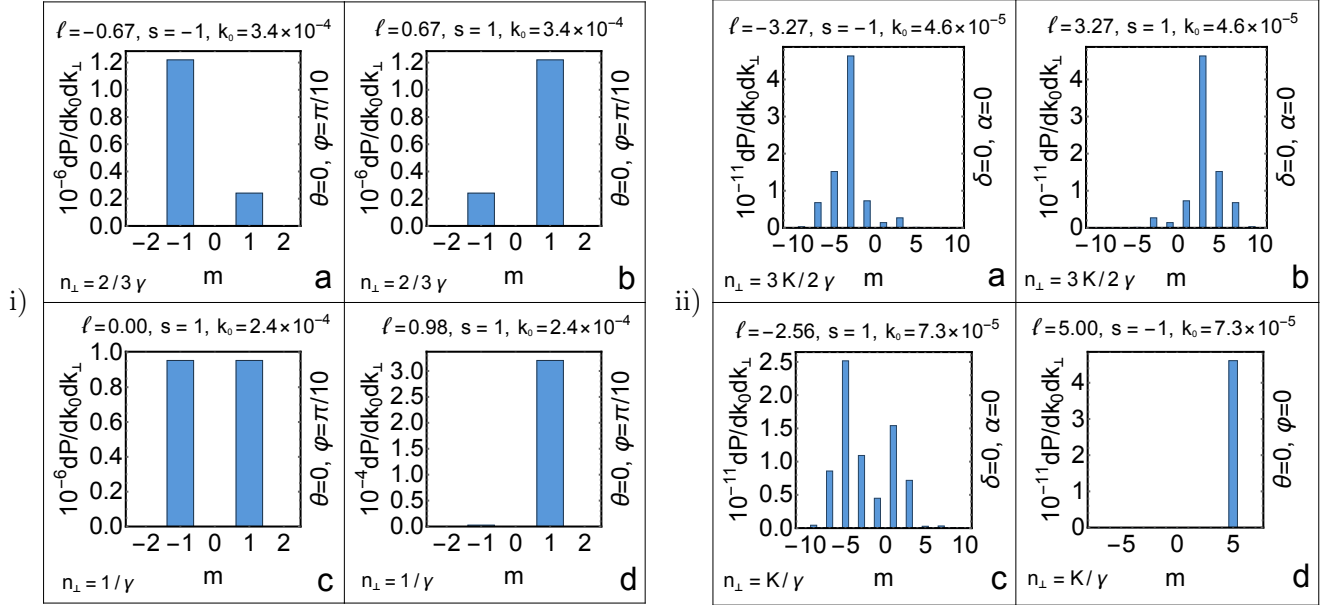 i)
ℓ=−0.67, s = −1, k₀=3.4×10⁻⁴
10⁻⁶dP/dk₀dk⊥
1.2
1.0
0.8
0.6
0.4
0.2
0.0
−2 −1 0 1 2
m
θ=0, φ=π/10
n⊥=2/3γ
a
ℓ=0.67, s=1, k₀=3.4×10⁻⁴
10⁻⁶dP/dk₀dk⊥
1.2
1.0
0.8
0.6
0.4
0.2
0.0
−2 −1 0 1 2
m
θ=0, φ=π/10
n⊥=2/3γ
b
ℓ=0.00, s=1, k₀=2.4×10⁻⁴
10⁻⁶dP/dk₀dk⊥
1.0
0.8
0.6
0.4
0.2
0.0
−2 −1 0 1 2
m
θ=0, φ=π/10
n⊥=1/γ
c
ℓ=0.98, s=1, k₀=2.4×10⁻⁴
10⁻⁴dP/dk₀dk⊥
3.0
2.5
2.0
1.5
1.0
0.5
0.0
−2 −1 0 1 2
m
θ=0, φ=π/10
n⊥=1/γ
d
ii)
ℓ=−3.27, s=−1, k₀=4.6×10⁻⁵
10⁻¹¹dP/dk₀dk⊥
4
3
2
1
0
−10 −5 0 5 10
m
δ=0, α=0
n⊥=3K/2γ
a
ℓ=3.27, s=1, k₀=4.6×10⁻⁵
10⁻¹¹dP/dk₀dk⊥
4
3
2
1
0
−10 −5 0 5 10
m
δ=0, α=0
n⊥=3K/2γ
b
ℓ=−2.56, s=1, k₀=7.3×10⁻⁵
10⁻¹¹dP/dk₀dk⊥
2.5
2.0
1.5
1.0
0.5
0.0
−10 −5 0 5 10
m
δ=0, α=0
n⊥=K/γ
c
ℓ=5.00, s=−1, k₀=7.3×10⁻⁵
10⁻¹¹dP/dk₀dk⊥
4
3
2
1
0
−5 0 5
m
θ=0, φ=0
n⊥=K/γ
d